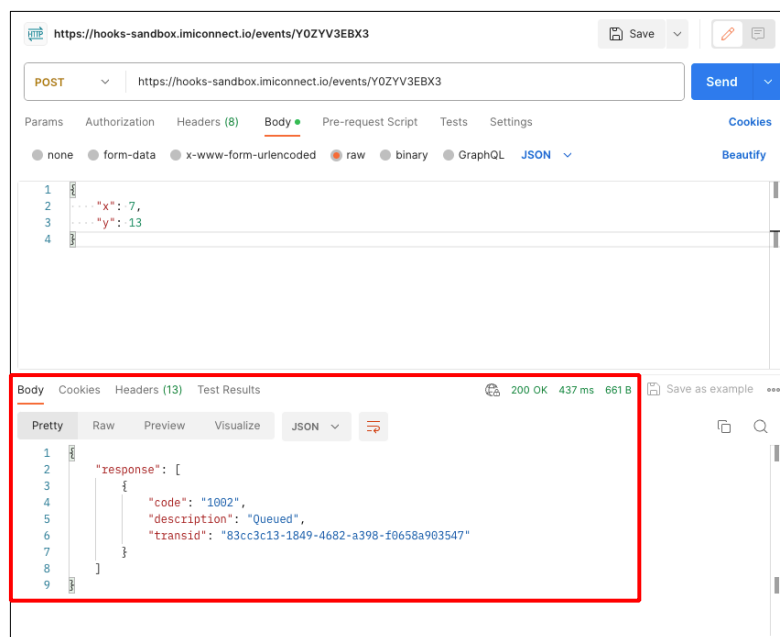 HTTP https://hooks-sandbox.imiconnect.io/events/Y0ZYV3EBX3 Save
POST https://hooks-sandbox.imiconnect.io/events/Y0ZYV3EBX3 Send
Params Authorization Headers (8) Body Pre-request Script Tests Settings Cookies
none form-data x-www-form-urlencoded raw binary GraphQL JSON Beautify
1 {
2 "x": 7,
3 "y": 13
4 }
Body Cookies Headers (13) Test Results 200 OK 437 ms 661 B Save as example
Pretty Raw Preview Visualize JSON
1 {
2 "response": [
3 {
4 "code": "1002",
5 "description": "Queued",
6 "transid": "83cc3c13-1849-4682-a398-f0658a903547"
7 }
8 ]
9 }